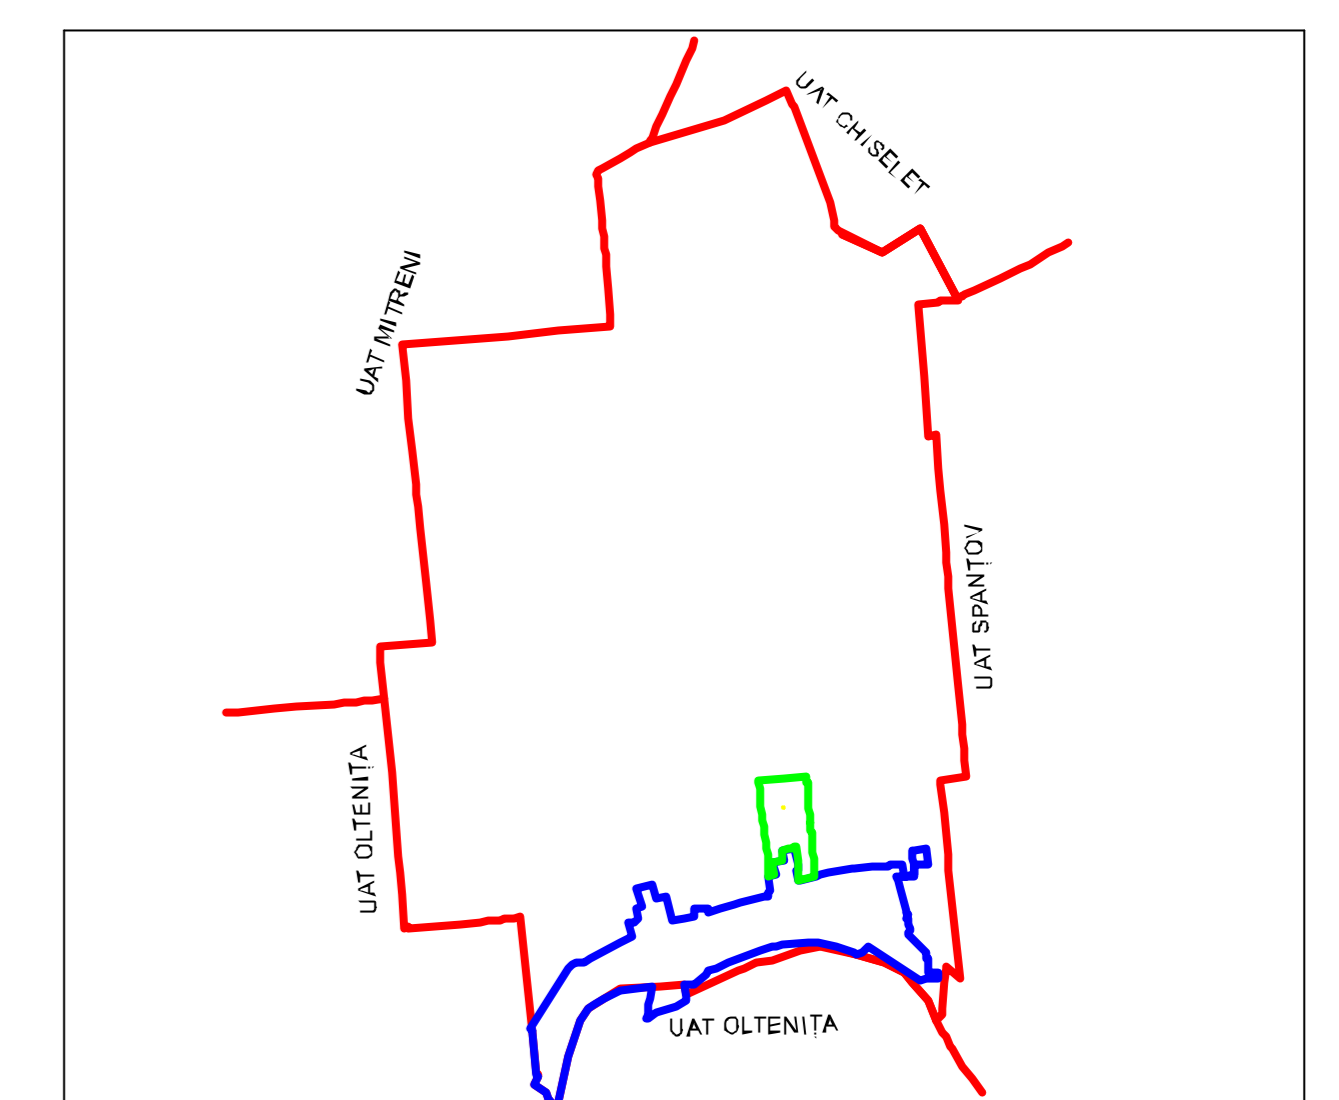 UAT CHISELET
UAT MITRENI
UAT SPANȚOV
UAT OLTENIȚA
UAT OLTENIȚA